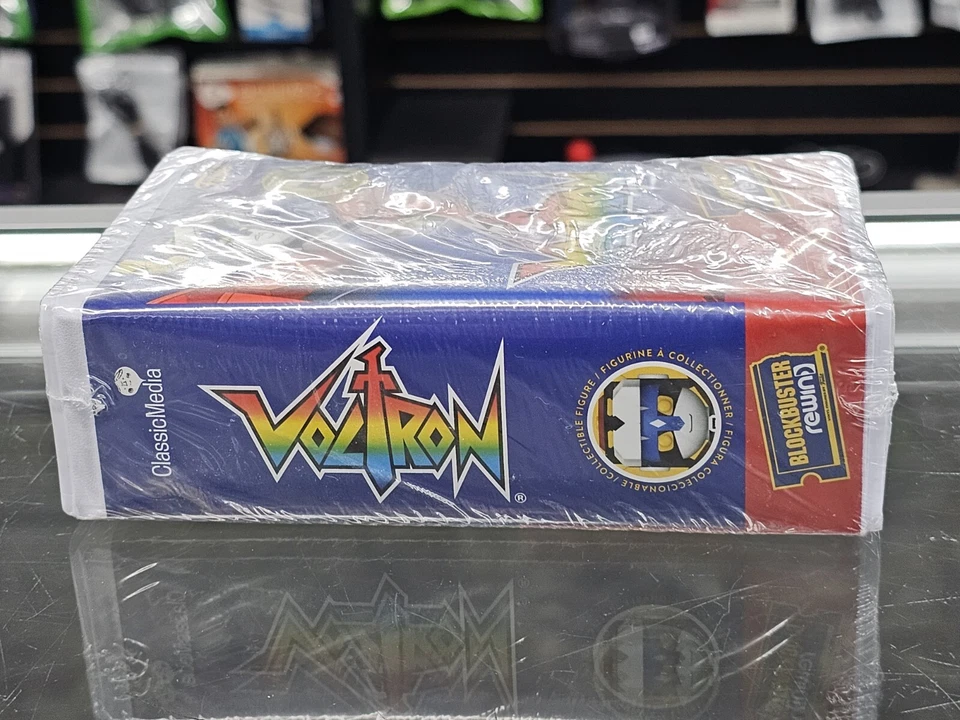 ClassicMedia
VOLTRON
®
COLLECTIBLE FIGURE / FIGURINE À COLLECTIONNER / FIGURA COLECCIONABLE /
BLOCKBUSTER
rewind